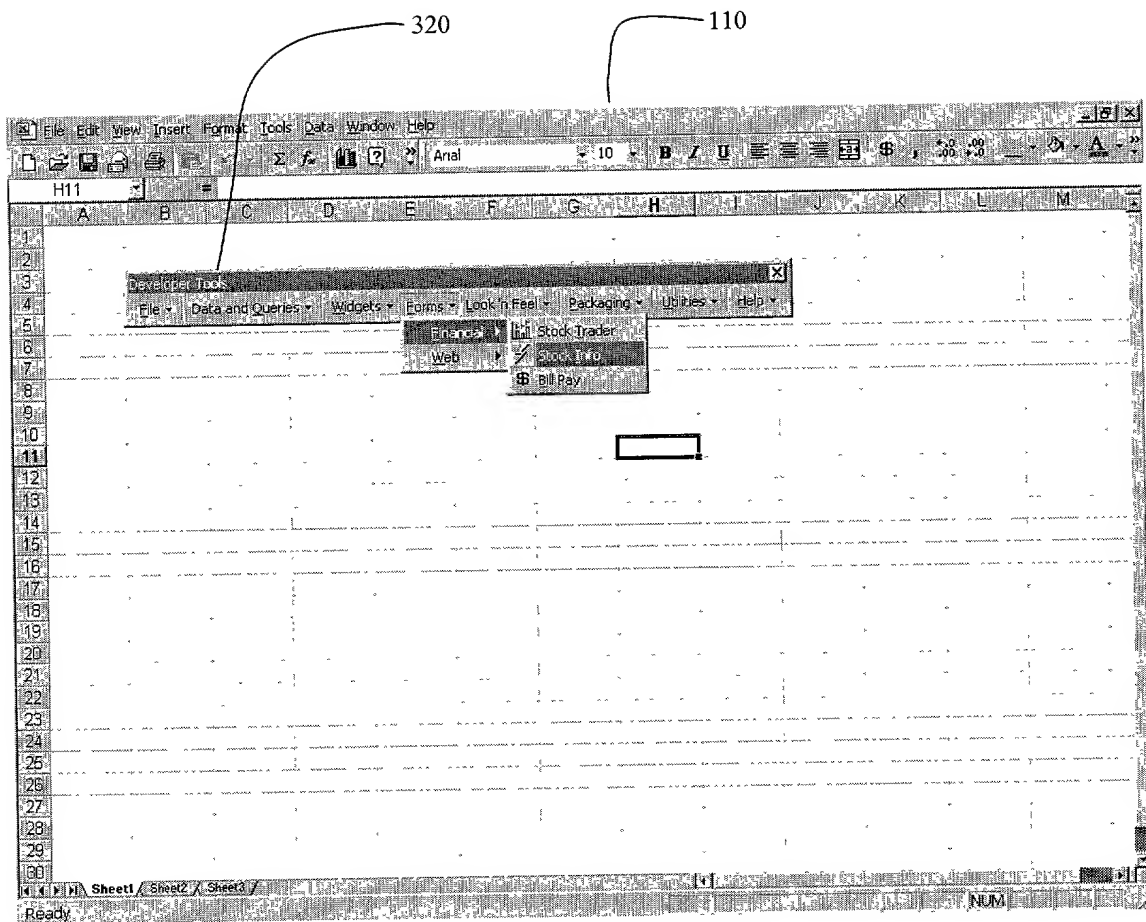 320 110
File Edit View Insert Format Tools Data Window Help
Arial 10 B I U $ ,
H11 =
A B C D E F G H I J K L M
1
2
3
Developer Tools
4
File Data and Queries Widgets Forms Look 'n Feel Packaging Utilities Help
5
Financial Stock Trader
6
Web Stock Info
7
$ Bill Pay
8
9
10
11
12
13
14
15
16
17
18
19
20
21
22
23
24
25
26
27
28
29
30
Sheet1 Sheet2 Sheet3
Ready NUM